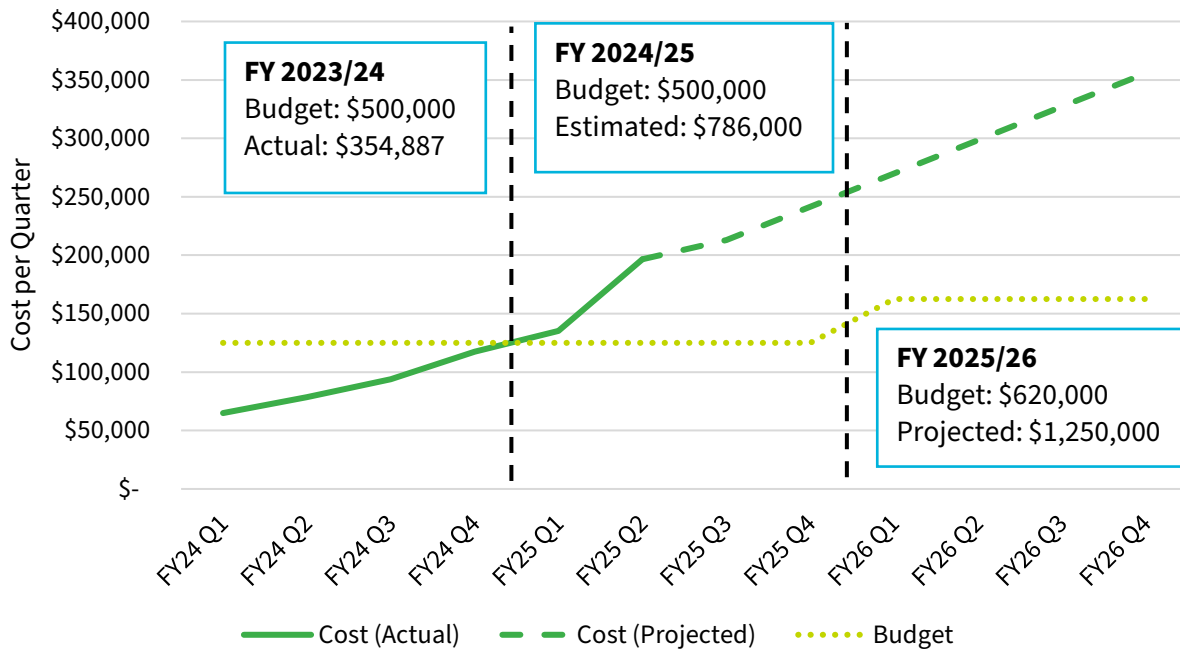 $400,000
$350,000
$300,000
$250,000
$200,000
$150,000
$100,000
$50,000
$-
Cost per Quarter
FY 2023/24
Budget: $500,000
Actual: $354,887
FY 2024/25
Budget: $500,000
Estimated: $786,000
FY 2025/26
Budget: $620,000
Projected: $1,250,000
FY24 Q1
FY24 Q2
FY24 Q3
FY24 Q4
FY25 Q1
FY25 Q2
FY25 Q3
FY25 Q4
FY26 Q1
FY26 Q2
FY26 Q3
FY26 Q4
Cost (Actual)
Cost (Projected)
Budget